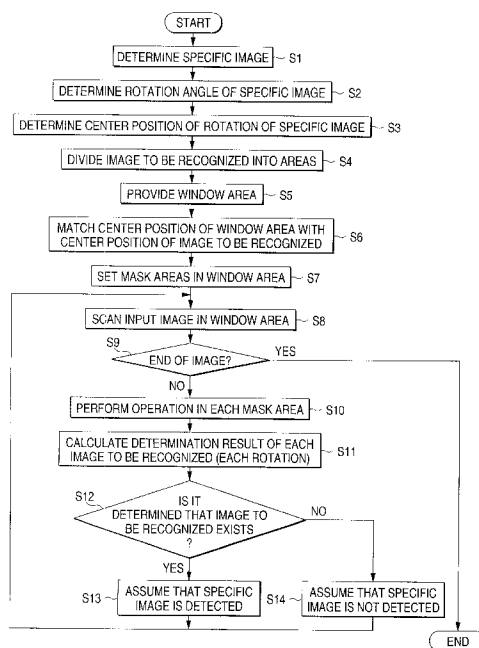 START
DETERMINE SPECIFIC IMAGE
S1
DETERMINE ROTATION ANGLE OF SPECIFIC IMAGE
S2
DETERMINE CENTER POSITION OF ROTATION OF SPECIFIC IMAGE
S3
DIVIDE IMAGE TO BE RECOGNIZED INTO AREAS
S4
PROVIDE WINDOW AREA
S5
MATCH CENTER POSITION OF WINDOW AREA WITH
CENTER POSITION OF IMAGE TO BE RECOGNIZED
S6
SET MASK AREAS IN WINDOW AREA
S7
SCAN INPUT IMAGE IN WINDOW AREA
S8
S9
END OF IMAGE?
YES
NO
PERFORM OPERATION IN EACH MASK AREA
S10
CALCULATE DETERMINATION RESULT OF EACH
IMAGE TO BE RECOGNIZED (EACH ROTATION)
S11
S12
IS IT
DETERMINED THAT IMAGE TO
BE RECOGNIZED EXISTS
?
NO
YES
S13
ASSUME THAT SPECIFIC
IMAGE IS DETECTED
S14
ASSUME THAT SPECIFIC
IMAGE IS NOT DETECTED
END